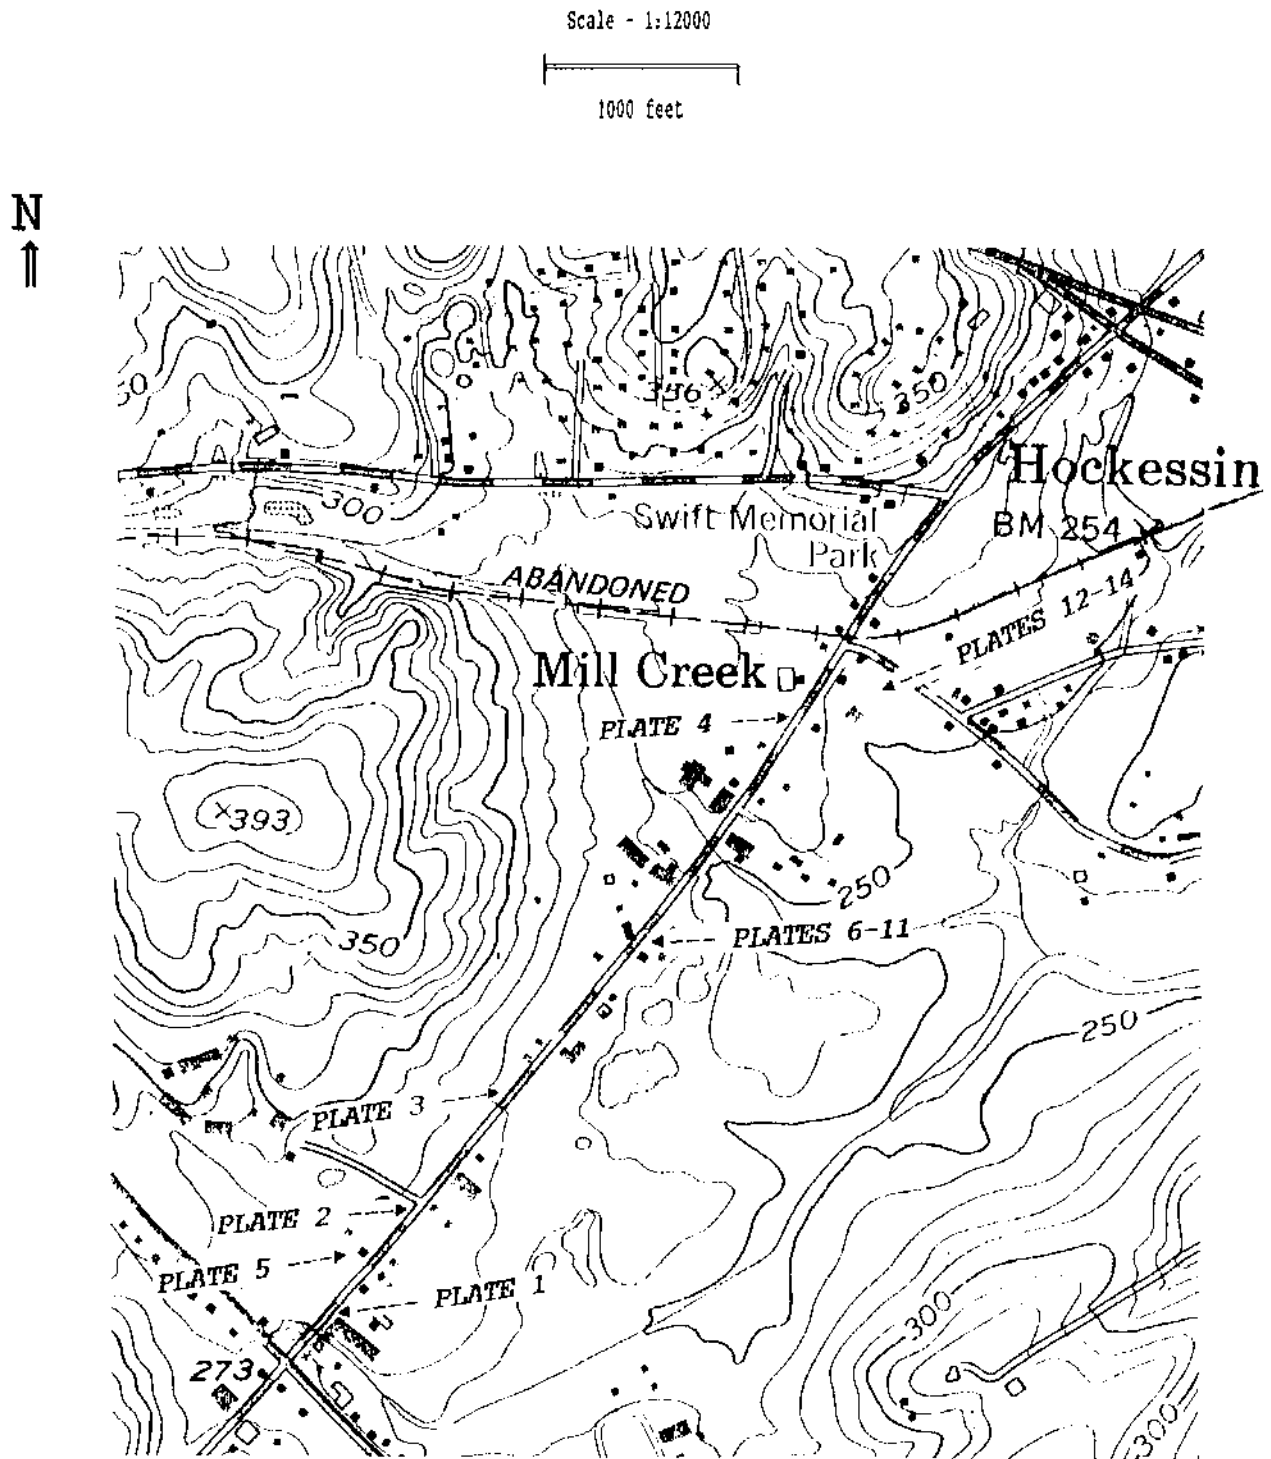 Scale - 1:12000
1000 feet
N
336
350
Hockessin
300
Swift Memorial
Park
BM 254
ABANDONED
PLATES 12-14
Mill Creek
PLATE 4
393
250
PLATES 6-11
350
250
PLATE 3
PLATE 2
PLATE 5
PLATE 1
300
273
300